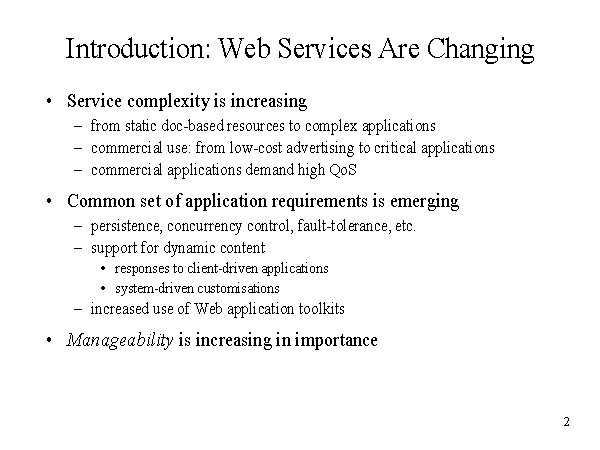 Introduction: Web Services Are Changing
• Service complexity is increasing
– from static doc-based resources to complex applications
– commercial use: from low-cost advertising to critical applications
– commercial applications demand high QoS
• Common set of application requirements is emerging
– persistence, concurrency control, fault-tolerance, etc.
– support for dynamic content
• responses to client-driven applications
• system-driven customisations
– increased use of Web application toolkits
• Manageability is increasing in importance
2